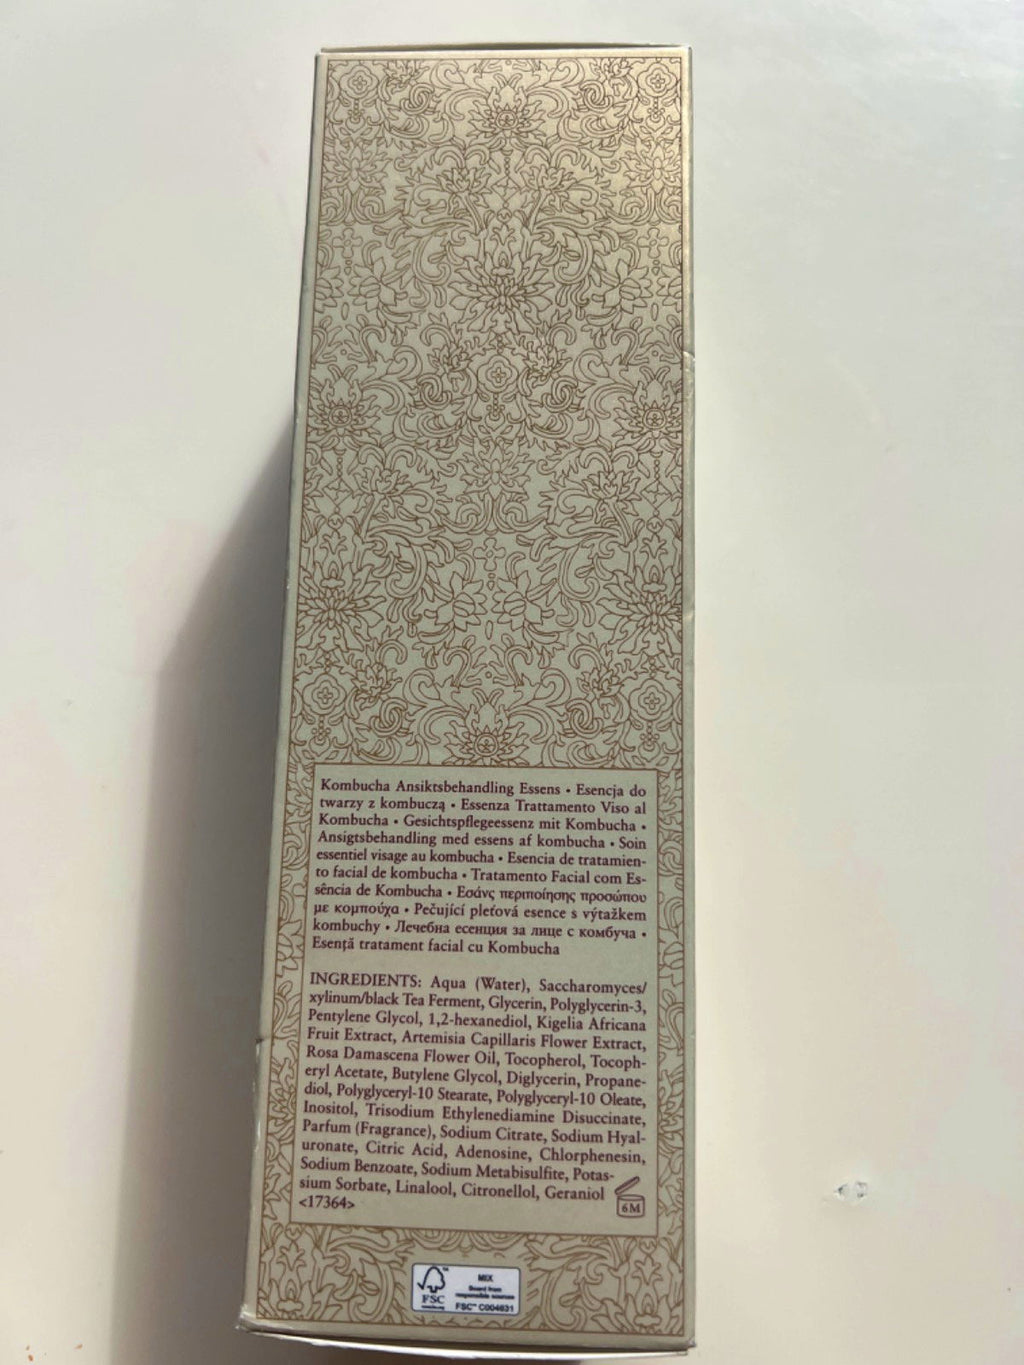 Kombucha Ansiktsbehandling Essens • Esencja do
twarzy z kombuczą • Essenza Trattamento Viso al
Kombucha • Gesichtspflegeessenz mit Kombucha •
Ansigtsbehandling med essens af kombucha • Soin
essentiel visage au kombucha • Esencia de tratamien-
to facial de kombucha • Tratamento Facial com Es-
sência de Kombucha • Εσάνς περιποίησης προσώπου
με κομπούχα • Pečující pleťová esence s výtažkem
kombuchy • Лечебна есенция за лице с комбуча •
Esență tratament facial cu Kombucha
INGREDIENTS: Aqua (Water), Saccharomyces/
xylinum/black Tea Ferment, Glycerin, Polyglycerin-3,
Pentylene Glycol, 1,2-hexanediol, Kigelia Africana
Fruit Extract, Artemisia Capillaris Flower Extract,
Rosa Damascena Flower Oil, Tocopherol, Tocoph-
eryl Acetate, Butylene Glycol, Diglycerin, Propane-
diol, Polyglyceryl-10 Stearate, Polyglyceryl-10 Oleate,
Inositol, Trisodium Ethylenediamine Disuccinate,
Parfum (Fragrance), Sodium Citrate, Sodium Hyal-
uronate, Citric Acid, Adenosine, Chlorphenesin,
Sodium Benzoate, Sodium Metabisulfite, Potas-
sium Sorbate, Linalool, Citronellol, Geraniol
<17364>
6M
FSC
MIX
Board from
responsible sources
FSC™ C004631